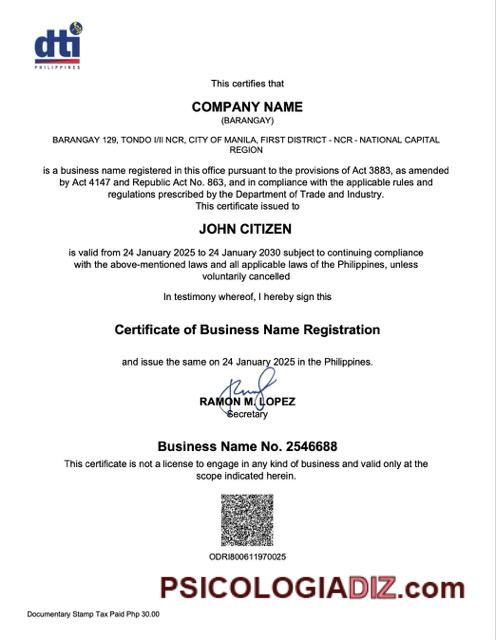 dti
PHILIPPINES
This certifies that
COMPANY NAME
(BARANGAY)
BARANGAY 129, TONDO I/II NCR, CITY OF MANILA, FIRST DISTRICT - NCR - NATIONAL CAPITAL
REGION
is a business name registered in this office pursuant to the provisions of Act 3883, as amended
by Act 4147 and Republic Act No. 863, and in compliance with the applicable rules and
regulations prescribed by the Department of Trade and Industry.
This certificate issued to
JOHN CITIZEN
is valid from 24 January 2025 to 24 January 2030 subject to continuing compliance
with the above-mentioned laws and all applicable laws of the Philippines, unless
voluntarily cancelled
In testimony whereof, I hereby sign this
Certificate of Business Name Registration
and issue the same on 24 January 2025 in the Philippines.
RAMON M. LOPEZ
Secretary
Business Name No. 2546688
This certificate is not a license to engage in any kind of business and valid only at the
scope indicated herein.
ODRI800611970025
PSICOLOGIADIZ.com
Documentary Stamp Tax Paid Php 30.00